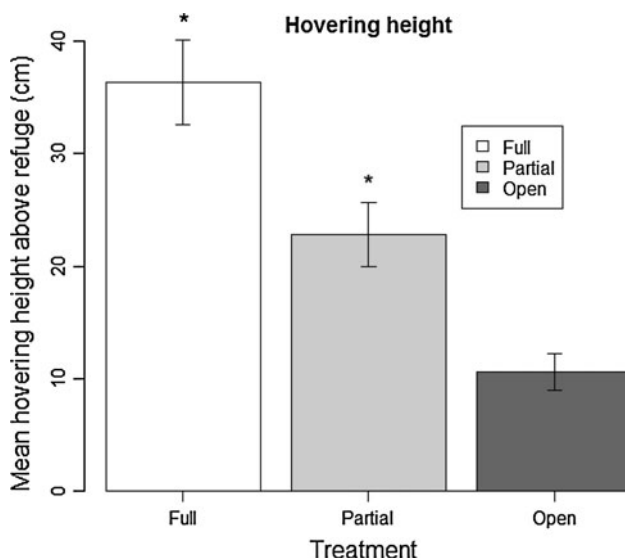 Hovering height
Mean hovering height above refuge (cm)
40
30
20
10
0
*
*
Full
Partial
Open
Full
Partial
Open
Treatment